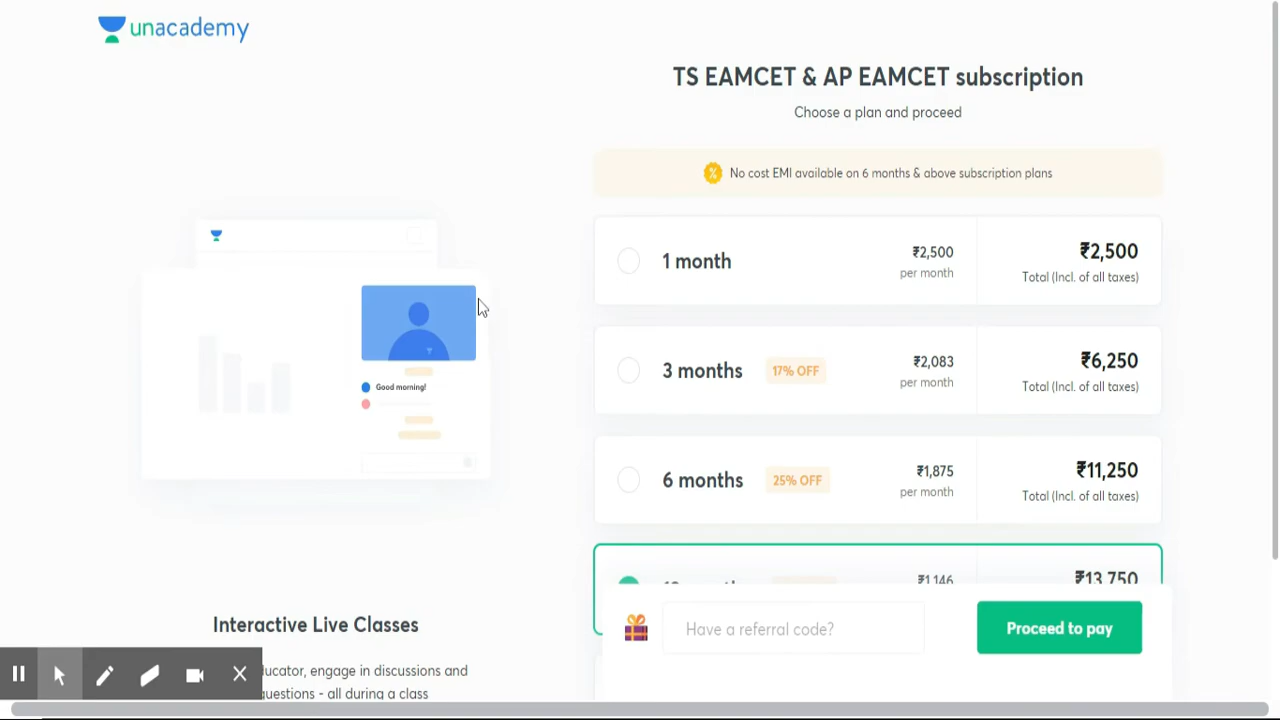 unacademy
TS EAMCET & AP EAMCET subscription
Choose a plan and proceed
No cost EMI available on 6 months & above subscription plans
1 month
₹2,500
per month
₹2,500
Total (Incl. of all taxes)
3 months
17% OFF
₹2,083
per month
₹6,250
Total (Incl. of all taxes)
6 months
25% OFF
₹1,875
per month
₹11,250
Total (Incl. of all taxes)
₹1,146
₹13,750
Have a referral code?
Proceed to pay
Good morning!
Interactive Live Classes
educator, engage in discussions and
questions - all during a class